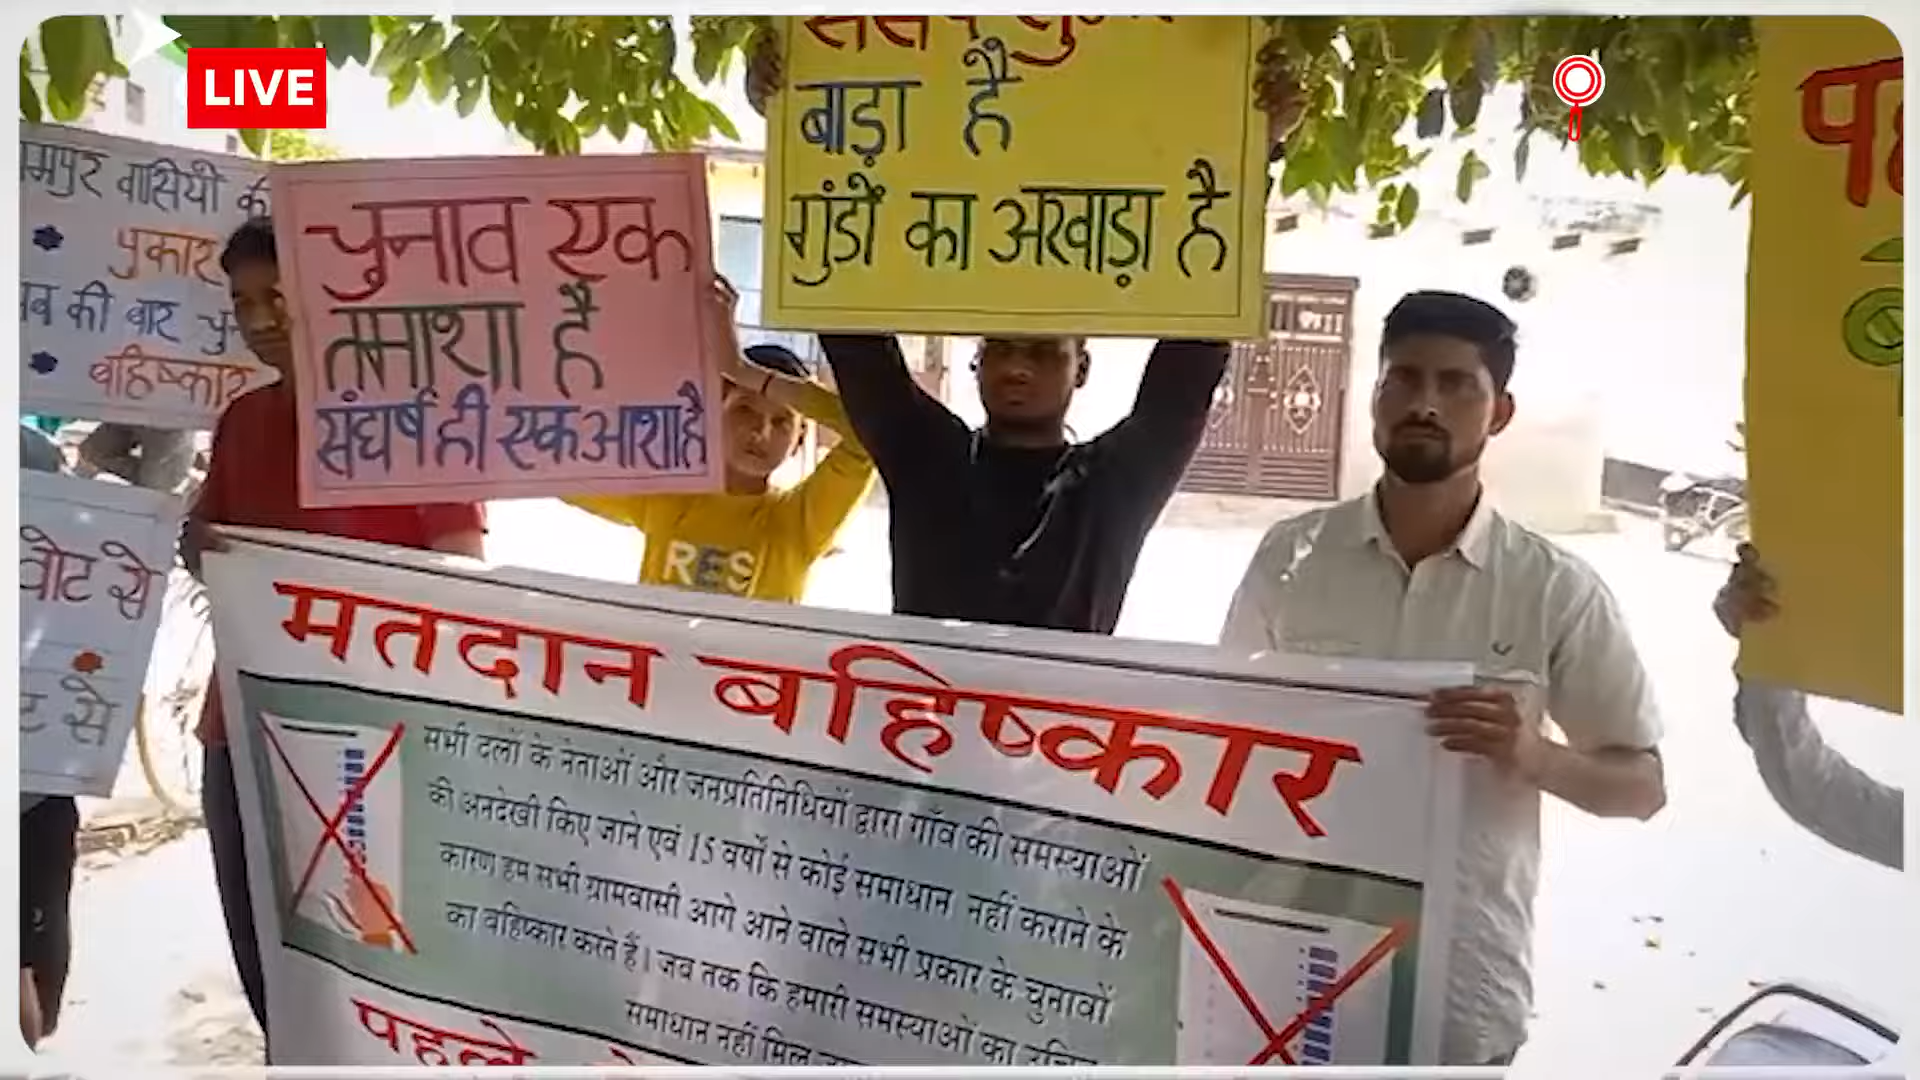 LIVE
वासियों की
पुकार
की बार
बहिष्कार
वोट से
से
चुनाव एक
तमाशा है
संघर्ष ही एक आशा है
बाड़ा है
गुंडों का अखाड़ा है
RES
मतदान बहिष्कार
सभी दलों के नेताओं और जनप्रतिनिधियों द्वारा गाँव की समस्याओं
की अनदेखी किए जाने एवं 15 वर्षों से कोई समाधान नहीं कराने के
कारण हम सभी ग्रामवासी आगे आने वाले सभी प्रकार के चुनावों
का बहिष्कार करते हैं। जब तक कि हमारी समस्याओं का उचित
समाधान नहीं मिल
पहले